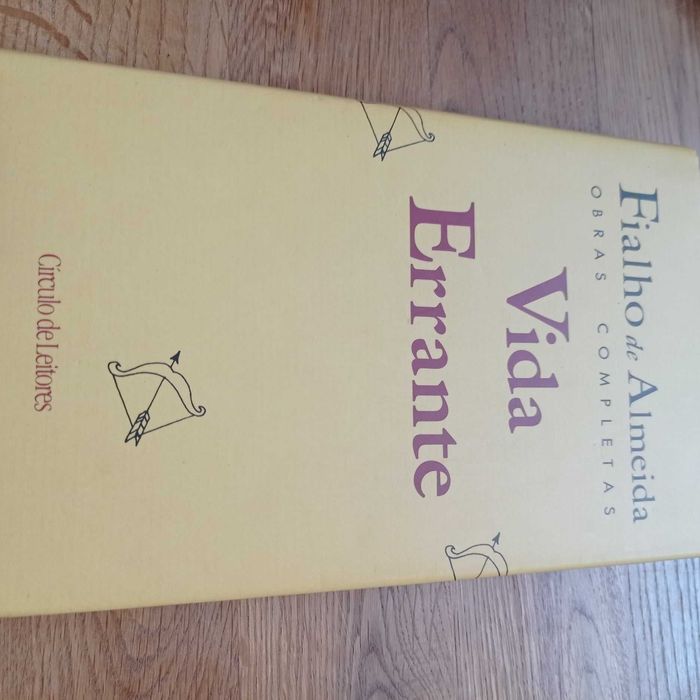 Fialho de Almeida
OBRAS COMPLETAS
Vida
Errante
Círculo de Leitores